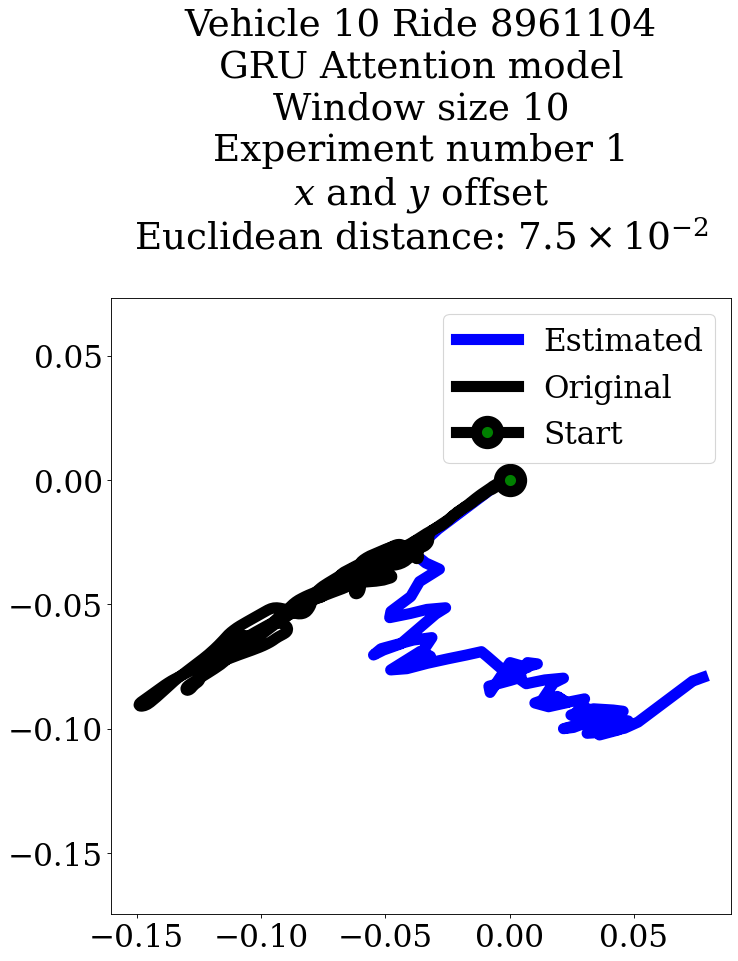 Vehicle 10 Ride 8961104
GRU Attention model
Window size 10
Experiment number 1
x and y offset
Euclidean distance: 7.5 × 10⁻²
Estimated
Original
Start
0.05
0.00
−0.05
−0.10
−0.15
−0.15 −0.10 −0.05 0.00 0.05